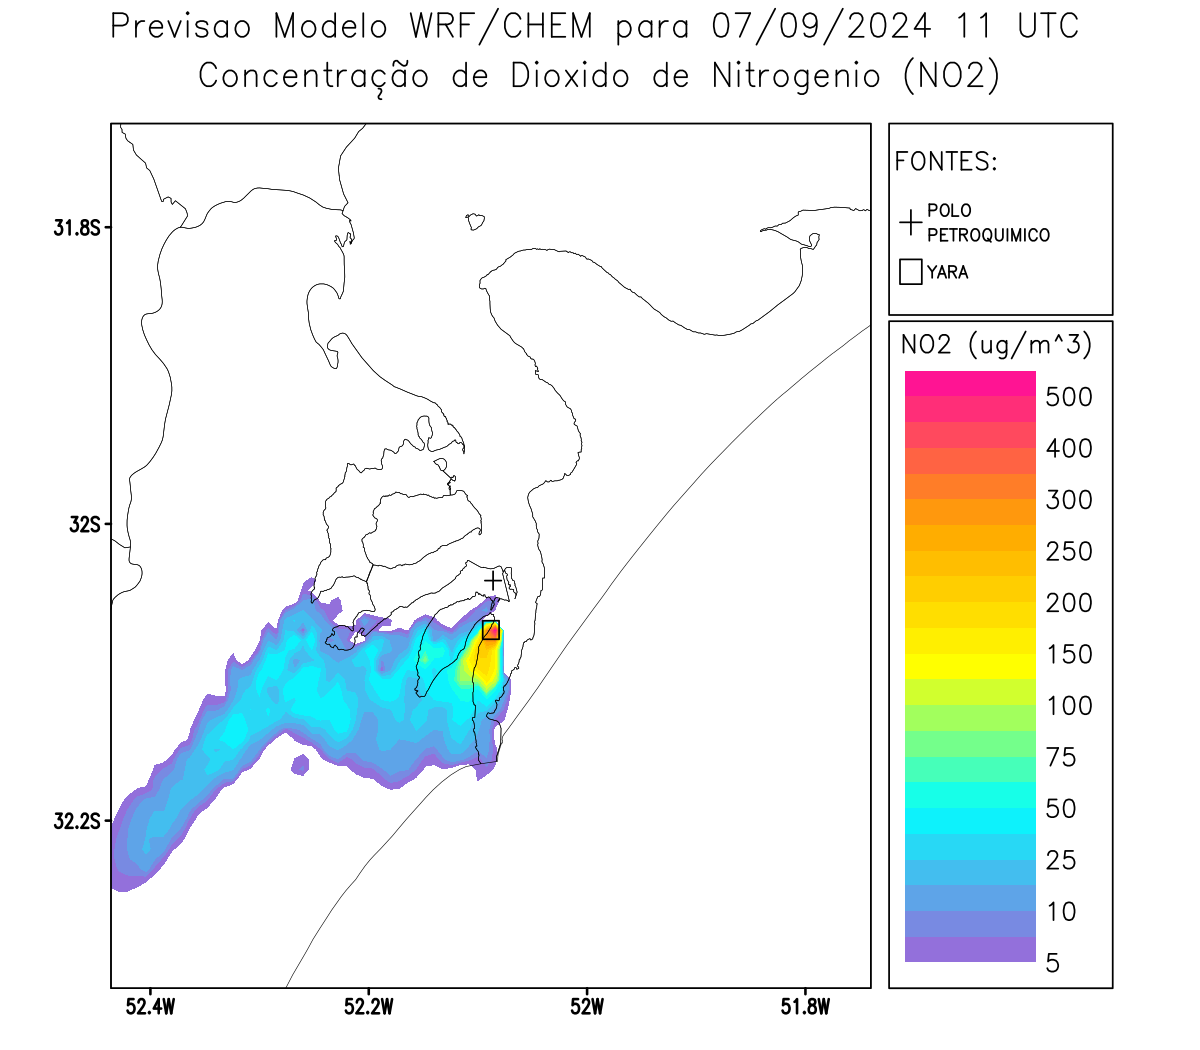 Previsao Modelo WRF/CHEM para 07/09/2024 11 UTC
Concentração de Dioxido de Nitrogenio (NO2)
FONTES:
POLO
PETROQUIMICO
YARA
NO2 (ug/m^3)
500
400
300
250
200
150
100
75
50
25
10
5
31.8S
32S
32.2S
52.4W
52.2W
52W
51.8W